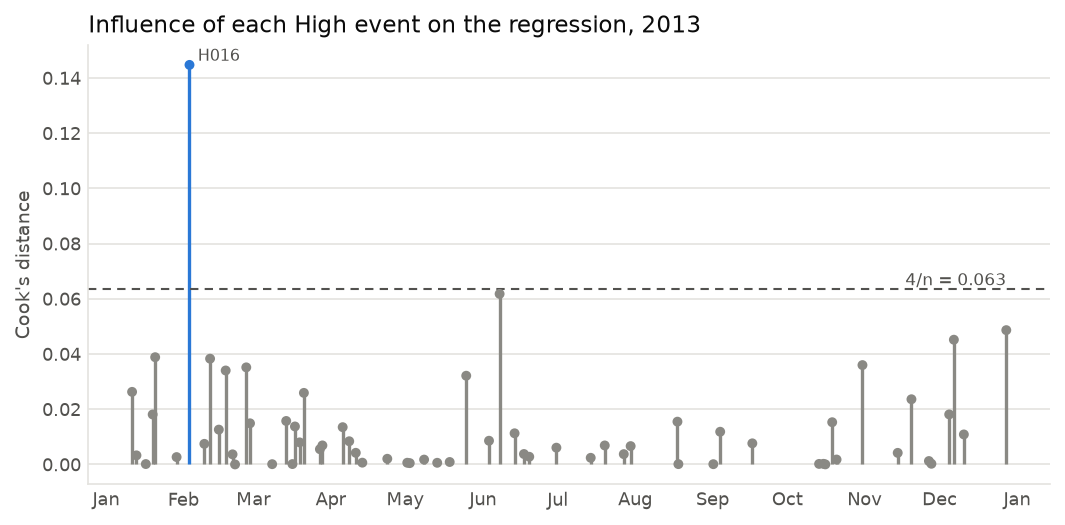 Influence of each High event on the regression, 2013
H016
0.14
0.12
0.10
0.08
0.06
0.04
0.02
0.00
Cook's distance
4/n = 0.063
Jan Feb Mar Apr May Jun Jul Aug Sep Oct Nov Dec Jan